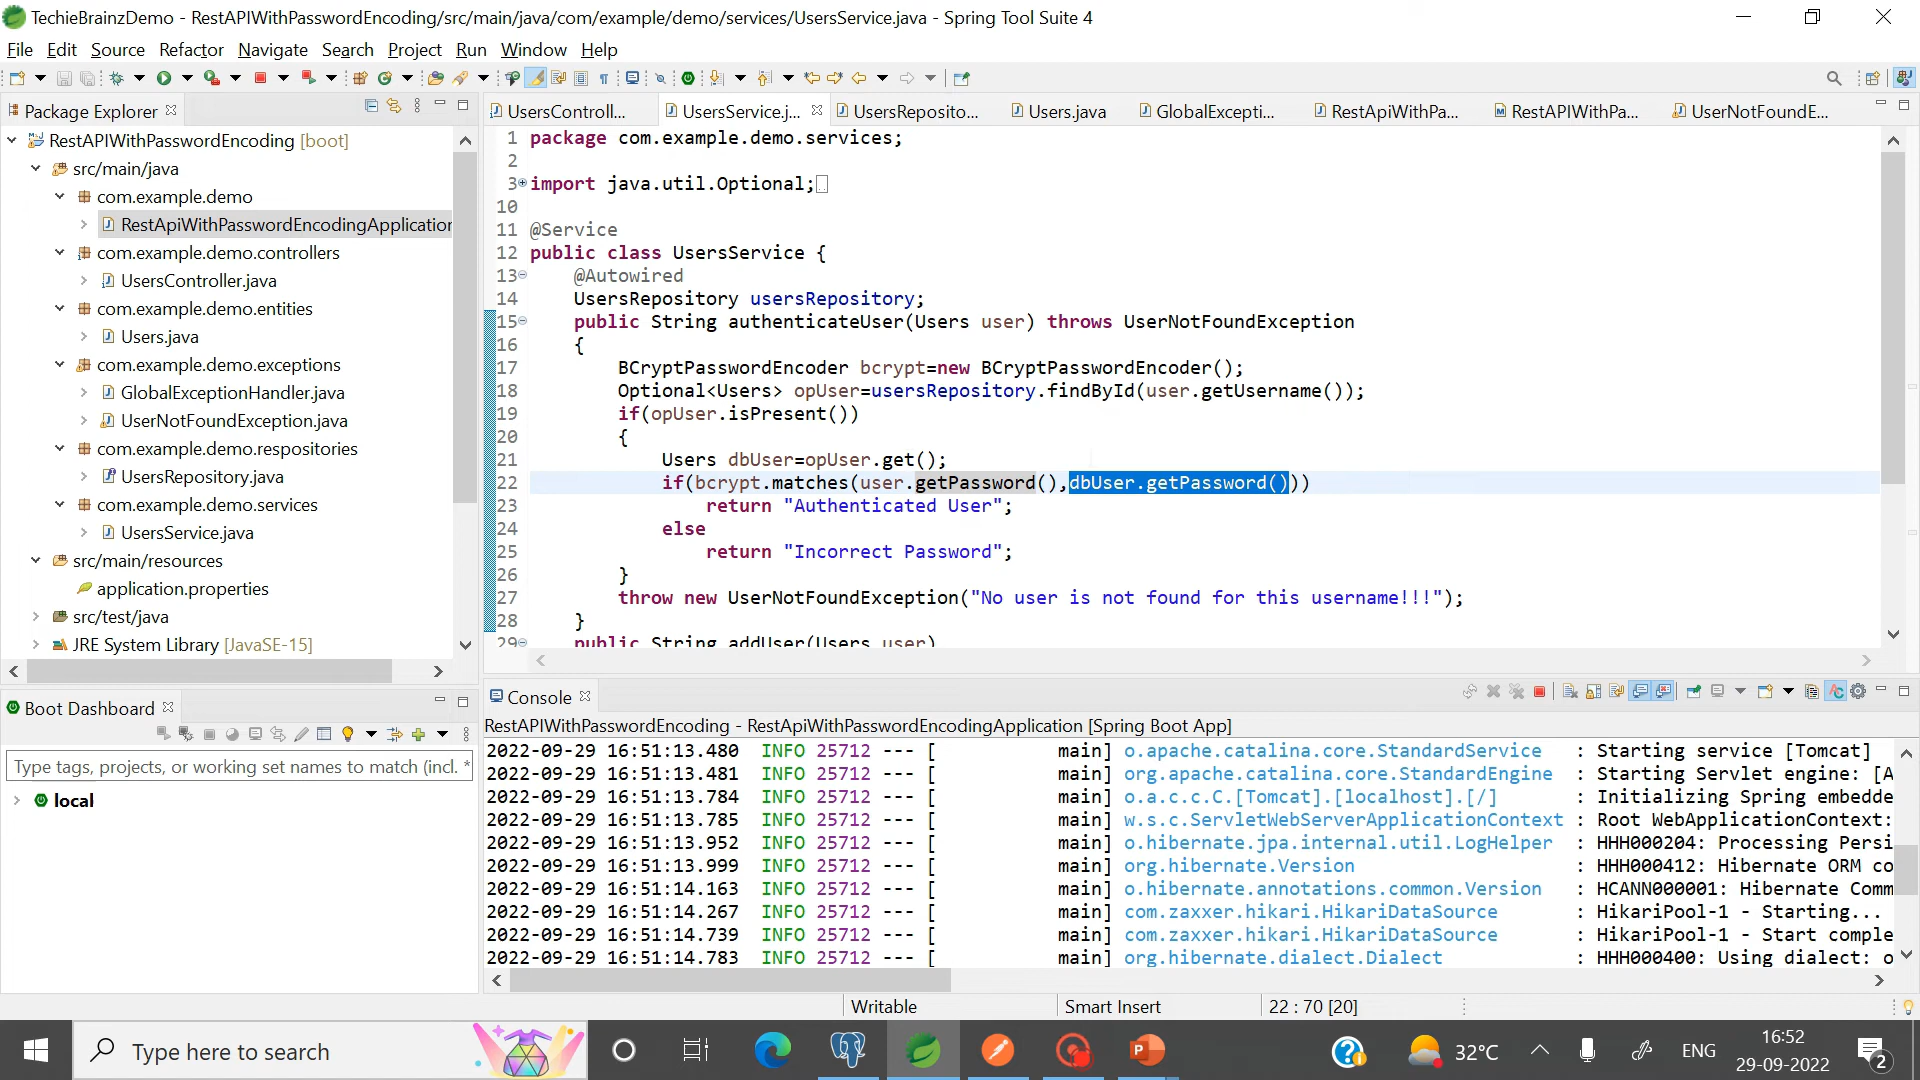 TechieBrainzDemo - RestAPIWithPasswordEncoding/src/main/java/com/example/demo/services/UsersService.java - Spring Tool Suite 4
File Edit Source Refactor Navigate Search Project Run Window Help
Package Explorer
RestAPIWithPasswordEncoding [boot]
src/main/java
com.example.demo
RestApiWithPasswordEncodingApplication
com.example.demo.controllers
UsersController.java
com.example.demo.entities
Users.java
com.example.demo.exceptions
GlobalExceptionHandler.java
UserNotFoundException.java
com.example.demo.respostories
UsersRepository.java
com.example.demo.services
UsersService.java
src/main/resources
application.properties
src/test/java
JRE System Library [JavaSE-15]
UsersControll... UsersService.j... UsersReposito... Users.java GlobalExcepti... RestApiWithPa... RestAPIWithPa... UserNotFoundE...
1 package com.example.demo.services;
2
3 import java.util.Optional;
10
11 @Service
12 public class UsersService {
13 @Autowired
14 UsersRepository usersRepository;
15 public String authenticateUser(Users user) throws UserNotFoundException
16 {
17 BCryptPasswordEncoder bcrypt=new BCryptPasswordEncoder();
18 Optional<Users> opUser=usersRepository.findById(user.getUsername());
19 if(opUser.isPresent())
20 {
21 Users dbUser=opUser.get();
22 if(bcrypt.matches(user.getPassword(),dbUser.getPassword()))
23 return "Authenticated User";
24 else
25 return "Incorrect Password";
26 }
27 throw new UserNotFoundException("No user is not found for this username!!!");
28 }
29 public String addUser(Users user)
Boot Dashboard
Type tags, projects, or working set names to match (incl. *
local
Console
RestAPIWithPasswordEncoding - RestApiWithPasswordEncodingApplication [Spring Boot App]
2022-09-29 16:51:13.480 INFO 25712 --- [ main] o.apache.catalina.core.StandardService : Starting service [Tomcat]
2022-09-29 16:51:13.481 INFO 25712 --- [ main] org.apache.catalina.core.StandardEngine : Starting Servlet engine: [A
2022-09-29 16:51:13.784 INFO 25712 --- [ main] o.a.c.c.C.[Tomcat].[localhost].[/] : Initializing Spring embedde
2022-09-29 16:51:13.785 INFO 25712 --- [ main] w.s.c.ServletWebServerApplicationContext : Root WebApplicationContext:
2022-09-29 16:51:13.952 INFO 25712 --- [ main] o.hibernate.jpa.internal.util.LogHelper : HHH000204: Processing Persi
2022-09-29 16:51:13.999 INFO 25712 --- [ main] org.hibernate.Version : HHH000412: Hibernate ORM co
2022-09-29 16:51:14.163 INFO 25712 --- [ main] o.hibernate.annotations.common.Version : HCANN000001: Hibernate Comm
2022-09-29 16:51:14.267 INFO 25712 --- [ main] com.zaxxer.hikari.HikariDataSource : HikariPool-1 - Starting...
2022-09-29 16:51:14.739 INFO 25712 --- [ main] com.zaxxer.hikari.HikariDataSource : HikariPool-1 - Start comple
2022-09-29 16:51:14.783 INFO 25712 --- [ main] org.hibernate.dialect.Dialect : HHH000400: Using dialect: o
Writable Smart Insert 22 : 70 [20]
Type here to search
32°C
ENG
16:52
29-09-2022
2